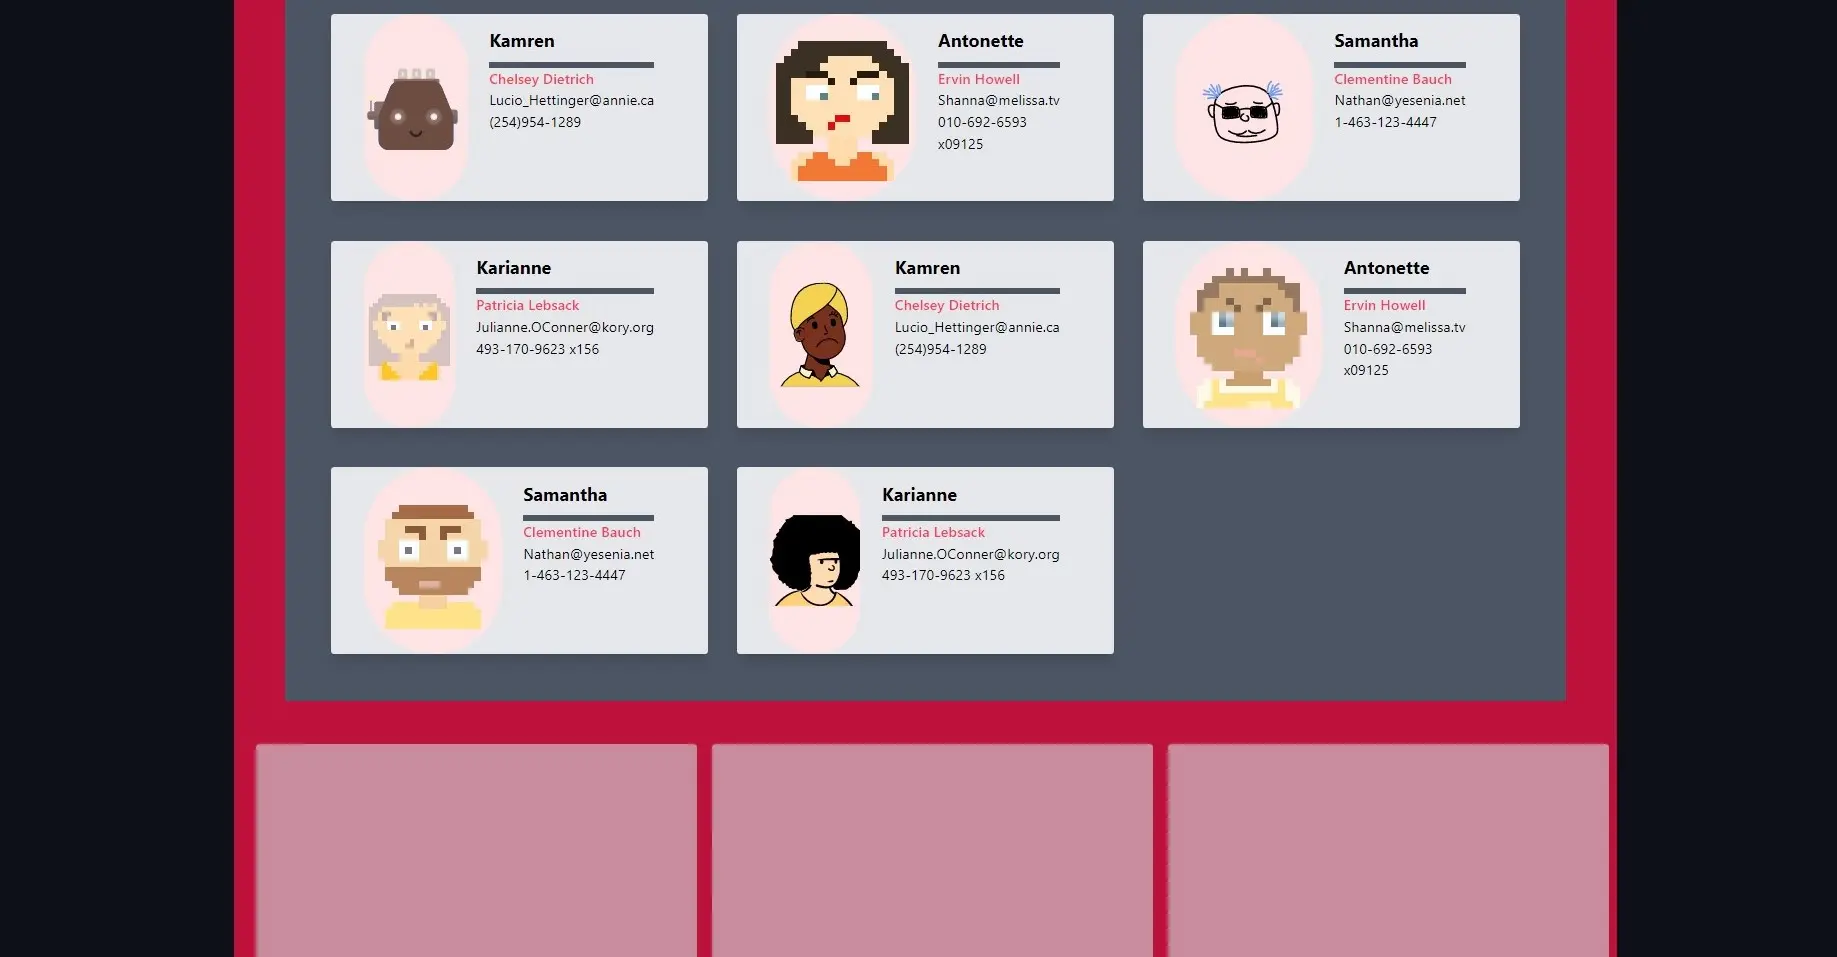 Kamren
Chelsey Dietrich
Lucio_Hettinger@annie.ca
(254)954-1289
Antonette
Ervin Howell
Shanna@melissa.tv
010-692-6593
x09125
Samantha
Clementine Bauch
Nathan@yesenia.net
1-463-123-4447
Karianne
Patricia Lebsack
Julianne.OConner@kory.org
493-170-9623 x156
Kamren
Chelsey Dietrich
Lucio_Hettinger@annie.ca
(254)954-1289
Antonette
Ervin Howell
Shanna@melissa.tv
010-692-6593
x09125
Samantha
Clementine Bauch
Nathan@yesenia.net
1-463-123-4447
Karianne
Patricia Lebsack
Julianne.OConner@kory.org
493-170-9623 x156